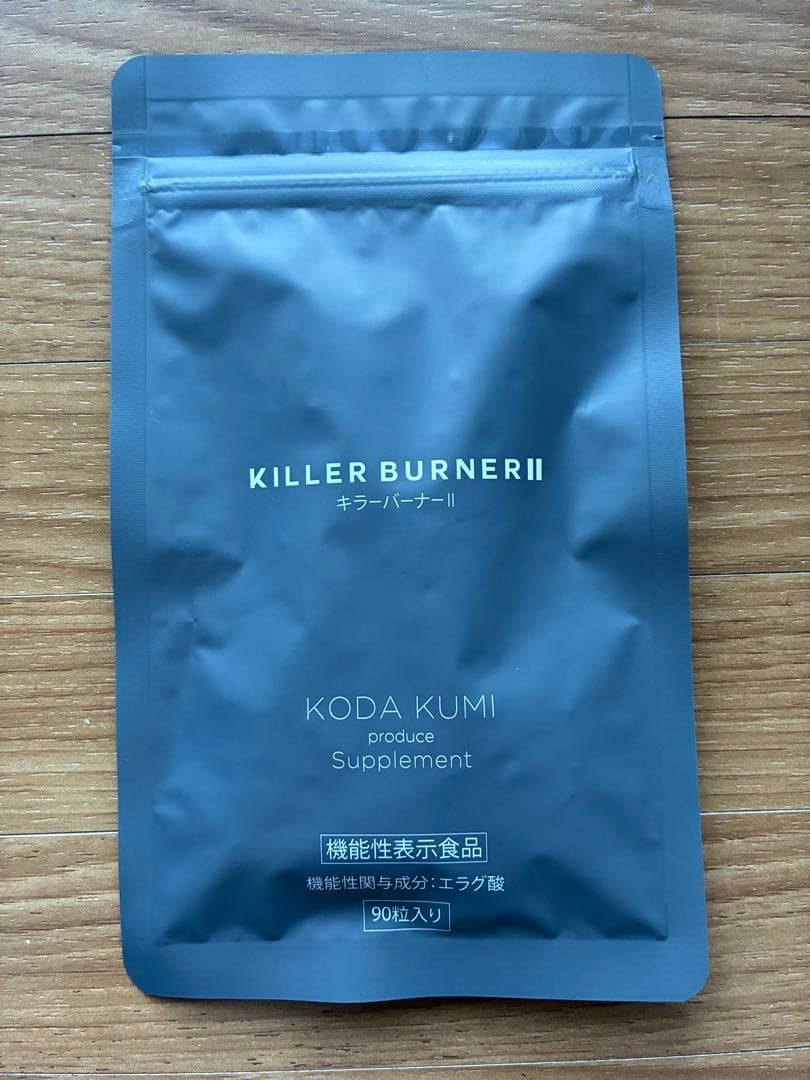 KILLER BURNERII
キラーバーナーII
KODA KUMI
produce
Supplement
機能性表示食品
機能性関与成分：エラグ酸
90粒入り